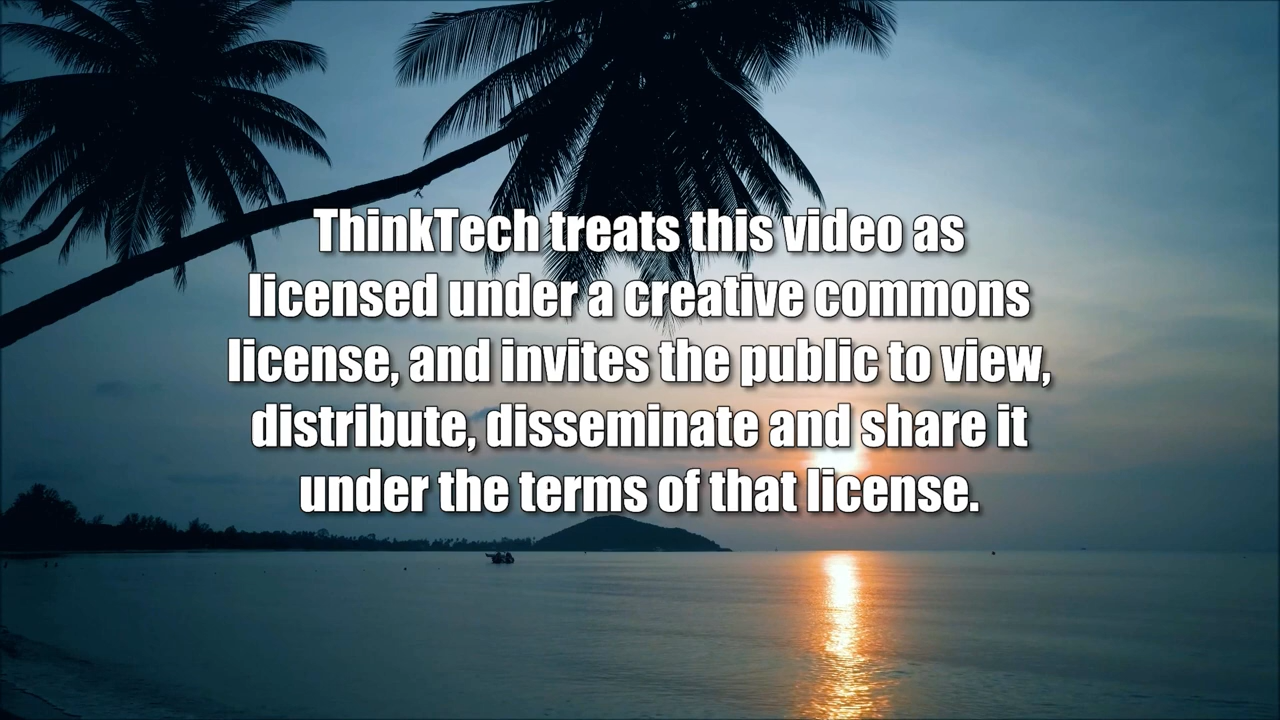 ThinkTech treats this video as
licensed under a creative commons
license, and invites the public to view,
distribute, disseminate and share it
under the terms of that license.